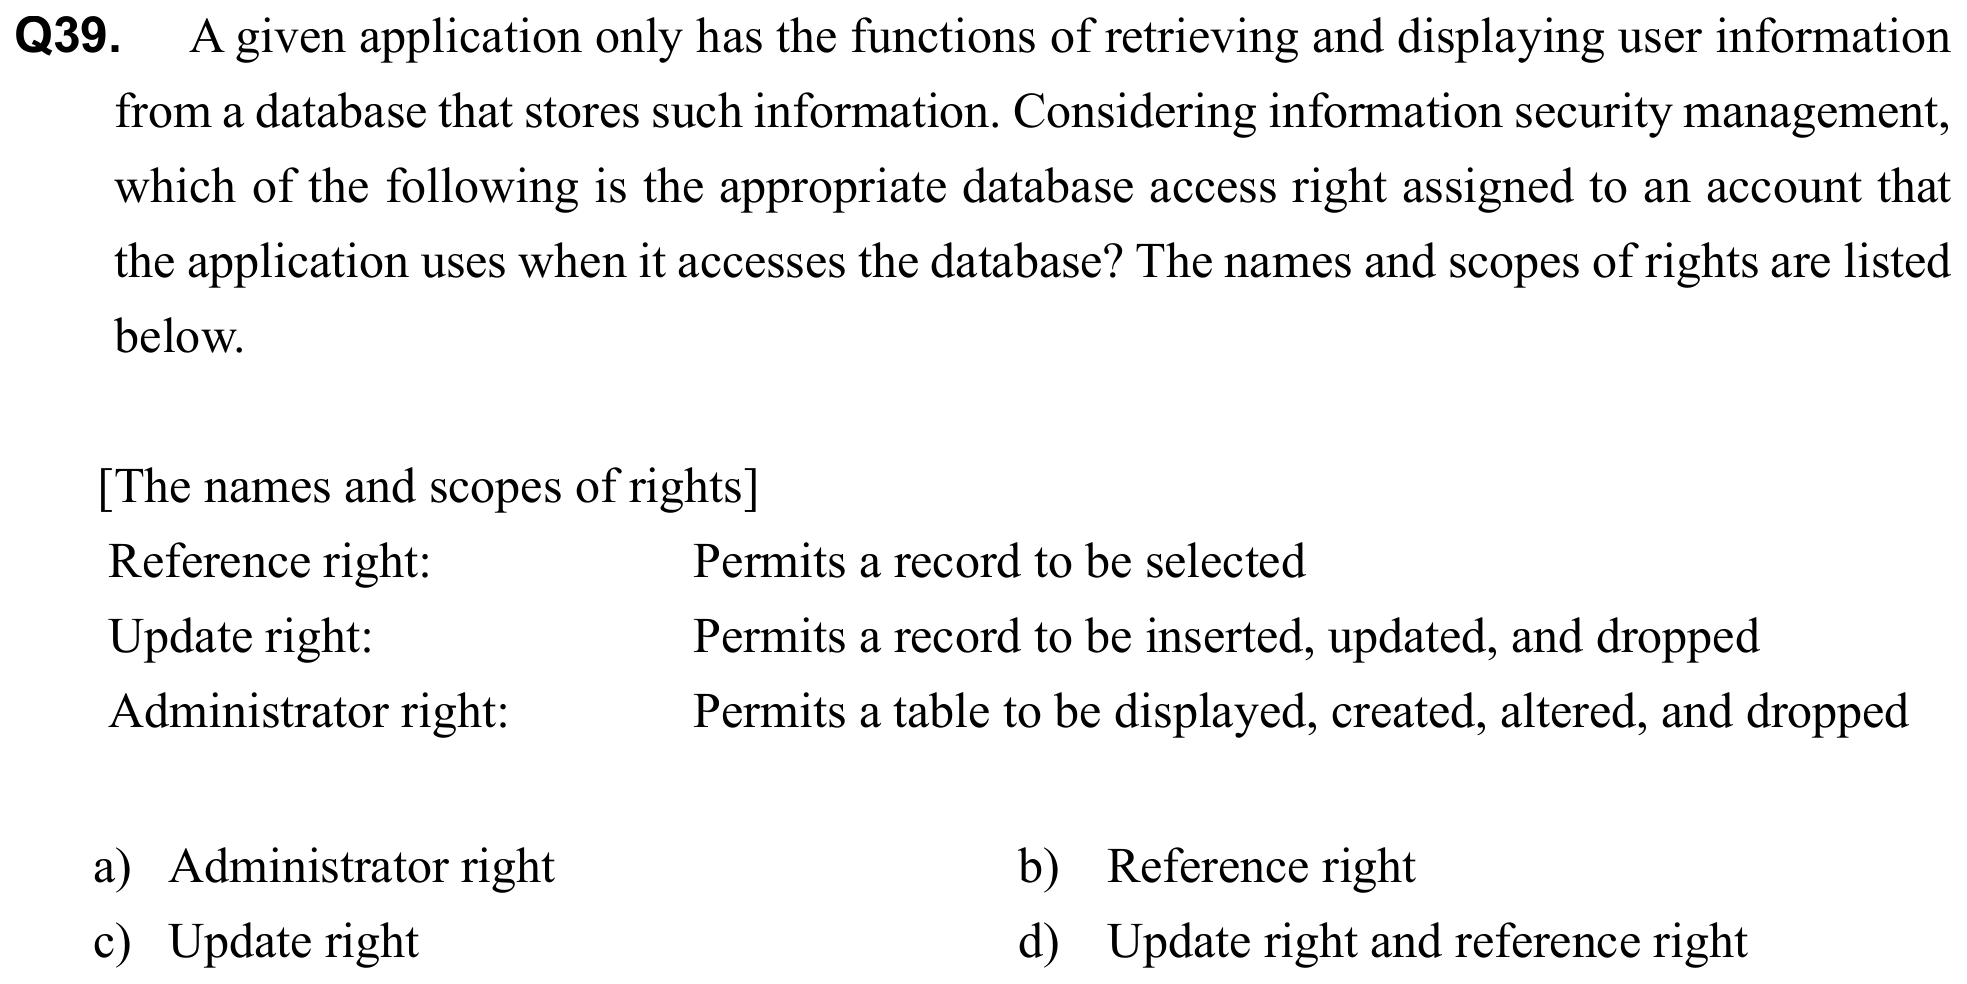 Q39. A given application only has the functions of retrieving and displaying user information
from a database that stores such information. Considering information security management,
which of the following is the appropriate database access right assigned to an account that
the application uses when it accesses the database? The names and scopes of rights are listed
below.
[The names and scopes of rights]
Reference right: Permits a record to be selected
Update right: Permits a record to be inserted, updated, and dropped
Administrator right: Permits a table to be displayed, created, altered, and dropped
a) Administrator right b) Reference right
c) Update right d) Update right and reference right